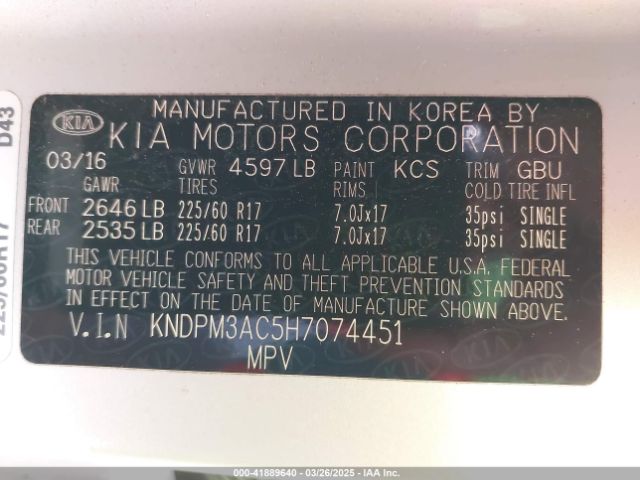 D43
225/60R17
KIA
MANUFACTURED IN KOREA BY
KIA MOTORS CORPORATION
03/16 GVWR 4597 LB PAINT KCS TRIM GBU
GAWR TIRES RIMS COLD TIRE INFL
FRONT 2646 LB 225/60 R17 7.0Jx17 35psi SINGLE
REAR 2535 LB 225/60 R17 7.0Jx17 35psi SINGLE
THIS VEHICLE CONFORMS TO ALL APPLICABLE U.S.A. FEDERAL
MOTOR VEHICLE SAFETY AND THEFT PREVENTION STANDARDS
IN EFFECT ON THE DATE OF MANUFACTURE SHOWN ABOVE.
V.I.N KNDPM3AC5H7074451
MPV
000-41889640 - 03/26/2025 - IAA Inc.